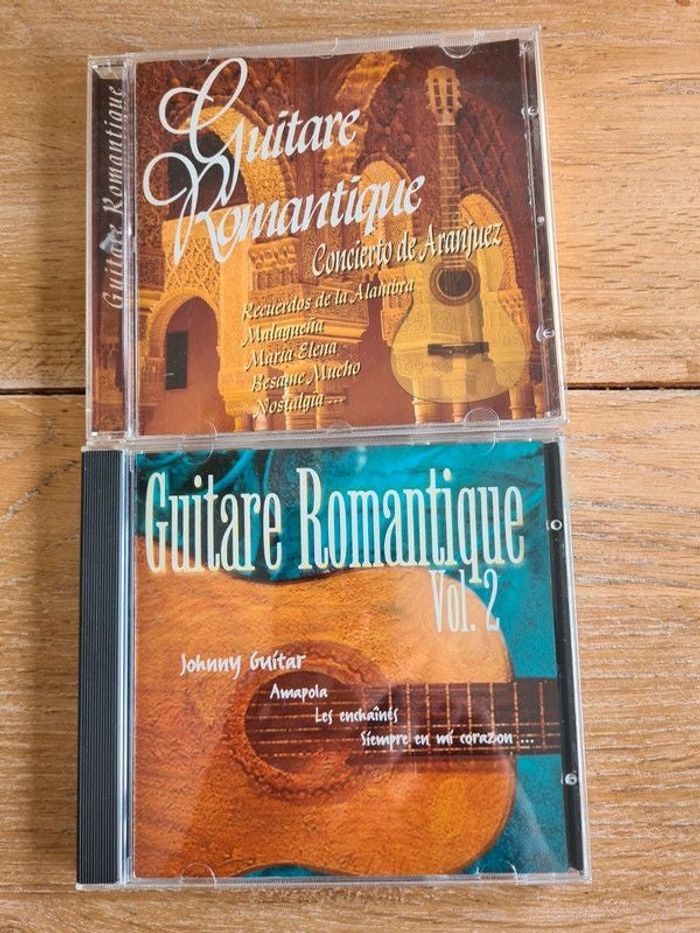 Guitare Romantique
Guitare
Romantique
Concierto de Aranjuez
Recuerdos de la Alambra
Malagueña
Maria Elena
Besame Mucho
Nostalgia ...
Guitare Romantique
Vol. 2
Johnny Guitar
Amapola
Les enchaînés
Siempre en mi corazon ...